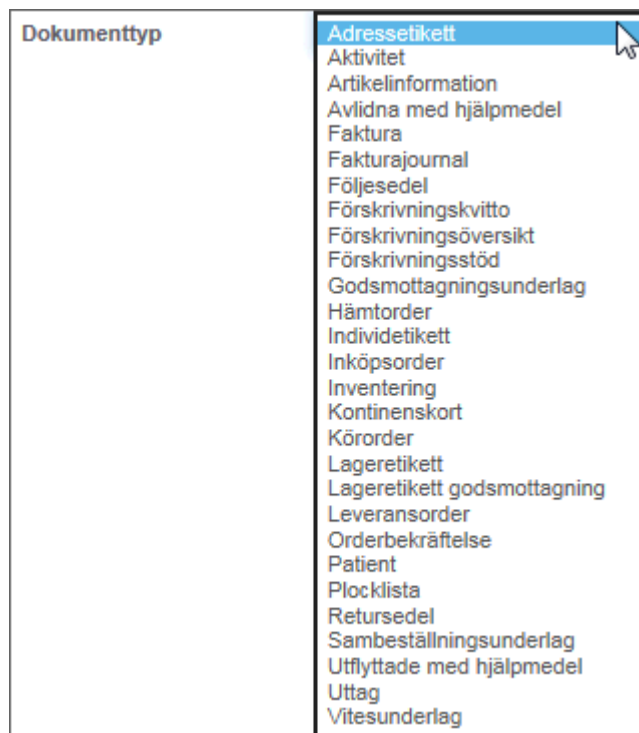 Dokumenttyp
Adressetikett
Aktivitet
Artikelinformation
Avlidna med hjälpmedel
Faktura
Fakturajournal
Följesedel
Förskrivningskvitto
Förskrivningsöversikt
Förskrivningsstöd
Godsmottagningsunderlag
Hämtorder
Individetikett
Inköpsorder
Inventering
Kontinenskort
Körorder
Lageretikett
Lageretikett godsmottagning
Leveransorder
Orderbekräftelse
Patient
Plocklista
Retursedel
Sambeställningsunderlag
Utflyttade med hjälpmedel
Uttag
Vitesunderlag